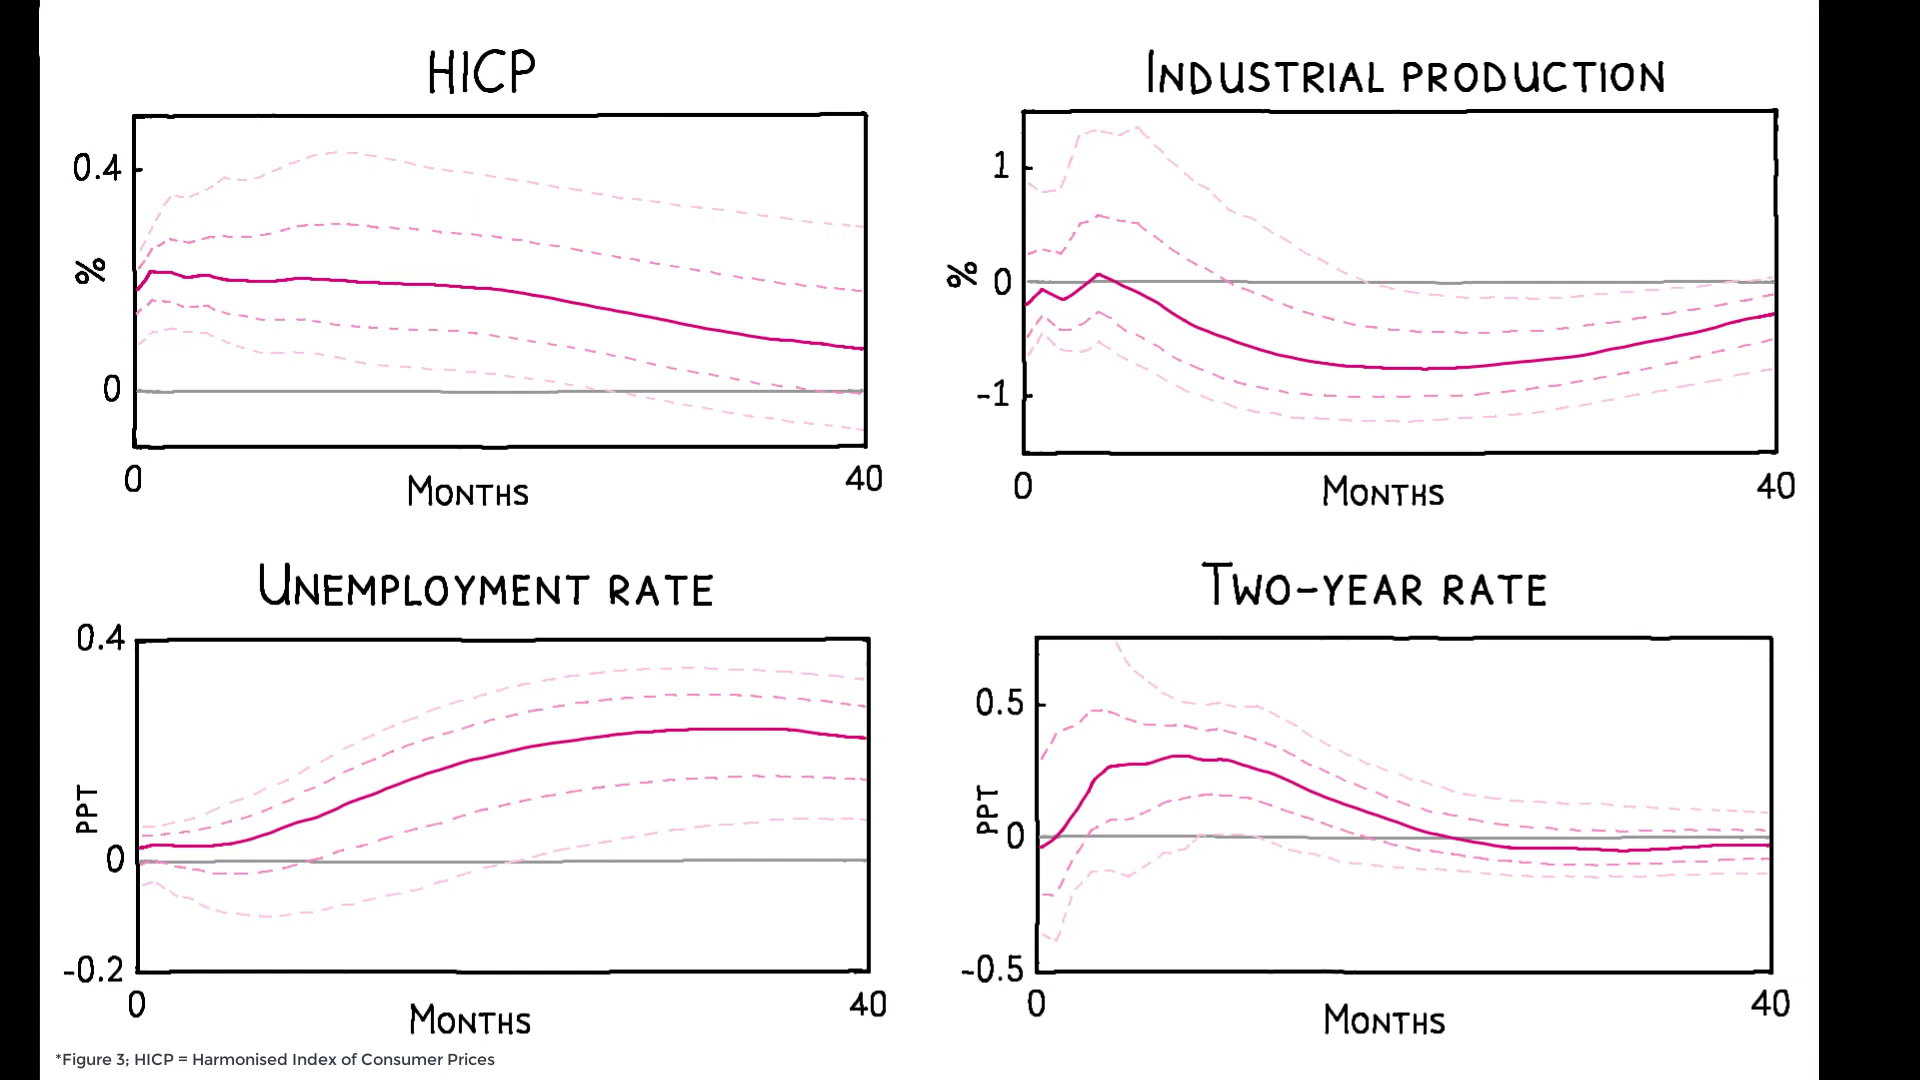 HICP
0.4
%
0
0
40
MONTHS
INDUSTRIAL PRODUCTION
1
%
0
-1
0
40
MONTHS
UNEMPLOYMENT RATE
0.4
PPT
0
-0.2
0
40
MONTHS
TWO-YEAR RATE
0.5
PPT
0
-0.5
0
40
MONTHS
*Figure 3; HICP = Harmonised Index of Consumer Prices